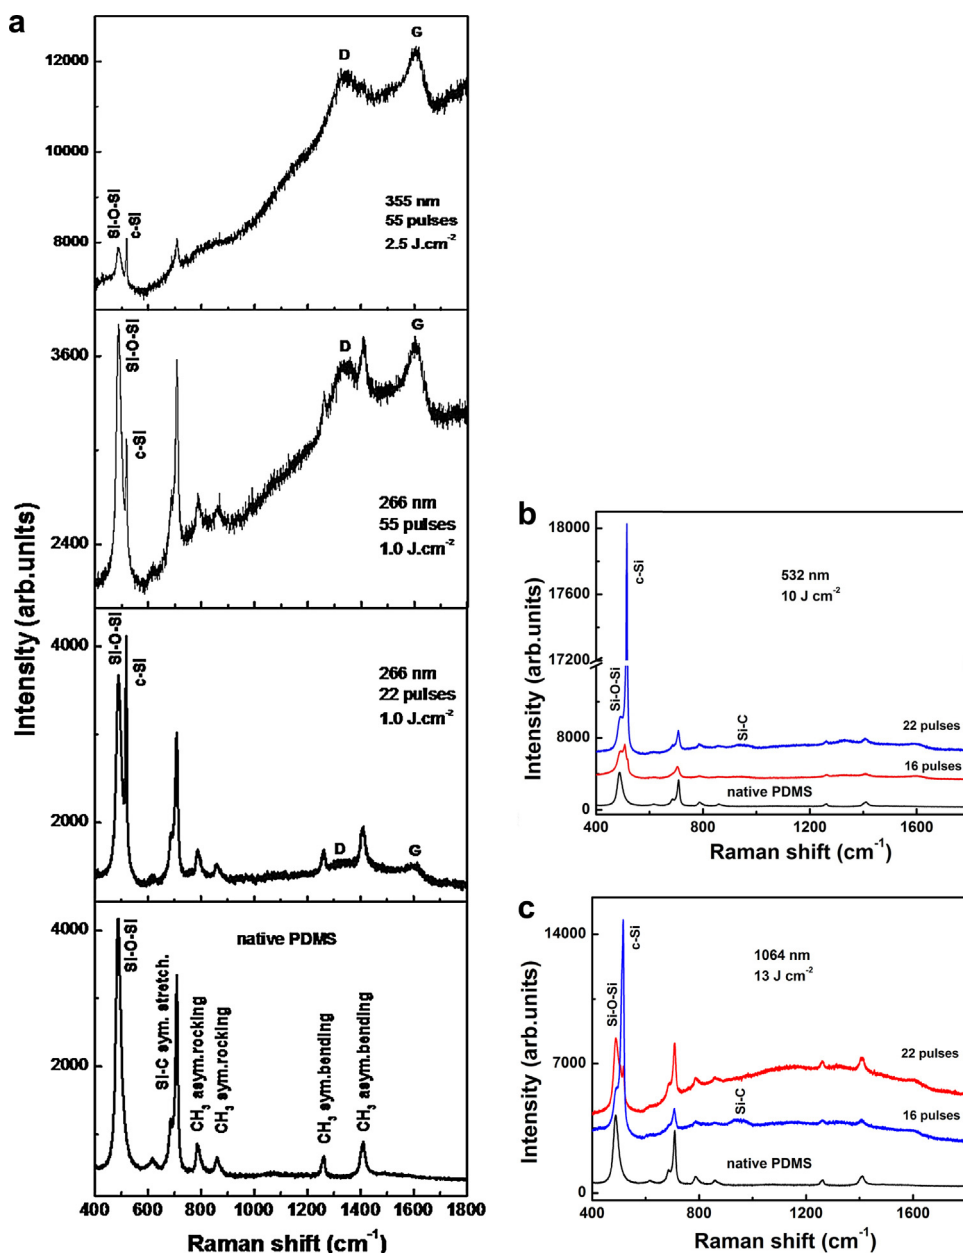 a
Intensity (arb.units)
12000
10000
8000
Si-O-Si
c-Si
D
G
355 nm
55 pulses
2.5 J.cm-2
3600
2400
Si-O-Si
c-Si
D
G
266 nm
55 pulses
1.0 J.cm-2
4000
2000
Si-O-Si
c-Si
D
G
266 nm
22 pulses
1.0 J.cm-2
4000
2000
native PDMS
Si-O-Si
Si-C sym. stretch.
CH3 asym.rocking
CH3 sym.rocking
CH3 sym.bending
CH3 asym.bending
400 600 800 1000 1200 1400 1600 1800
Raman shift (cm-1)
b
Intensity (arb.units)
18000
17600
17200
8000
0
c-Si
Si-O-Si
Si-C
532 nm
10 J cm-2
22 pulses
16 pulses
native PDMS
400 800 1200 1600
Raman shift (cm-1)
c
Intensity (arb.units)
14000
7000
0
c-Si
Si-O-Si
Si-C
1064 nm
13 J cm-2
22 pulses
16 pulses
native PDMS
400 800 1200 1600
Raman shift (cm-1)